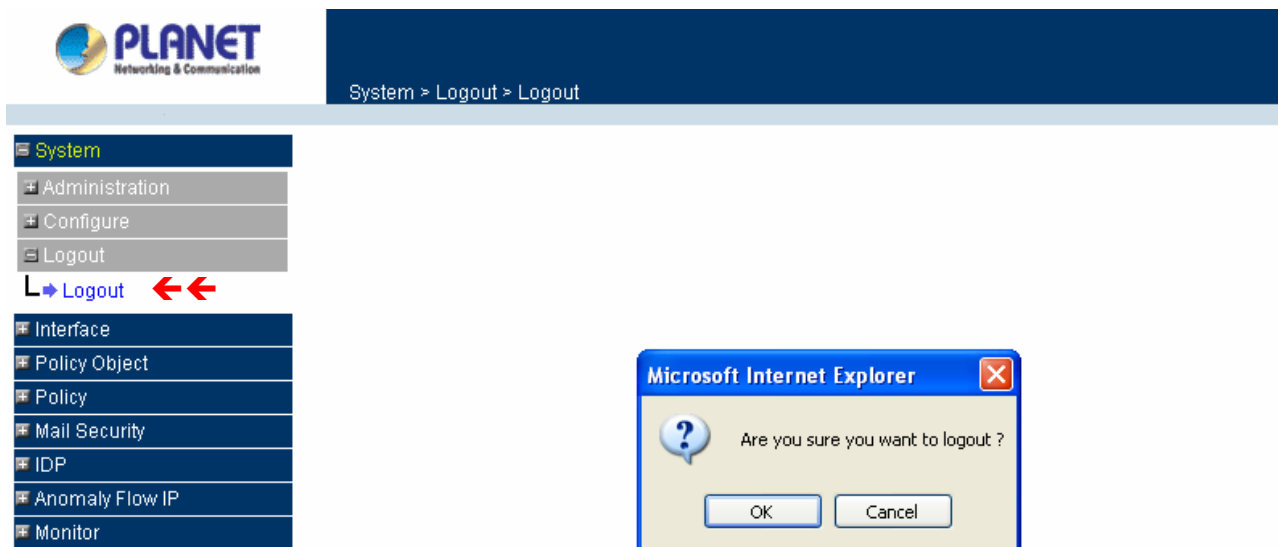 PLANET
Networking & Communication
System > Logout > Logout
System
Administration
Configure
Logout
Logout
Interface
Policy Object
Policy
Mail Security
IDP
Anomaly Flow IP
Monitor
Microsoft Internet Explorer
Are you sure you want to logout ?
OK
Cancel